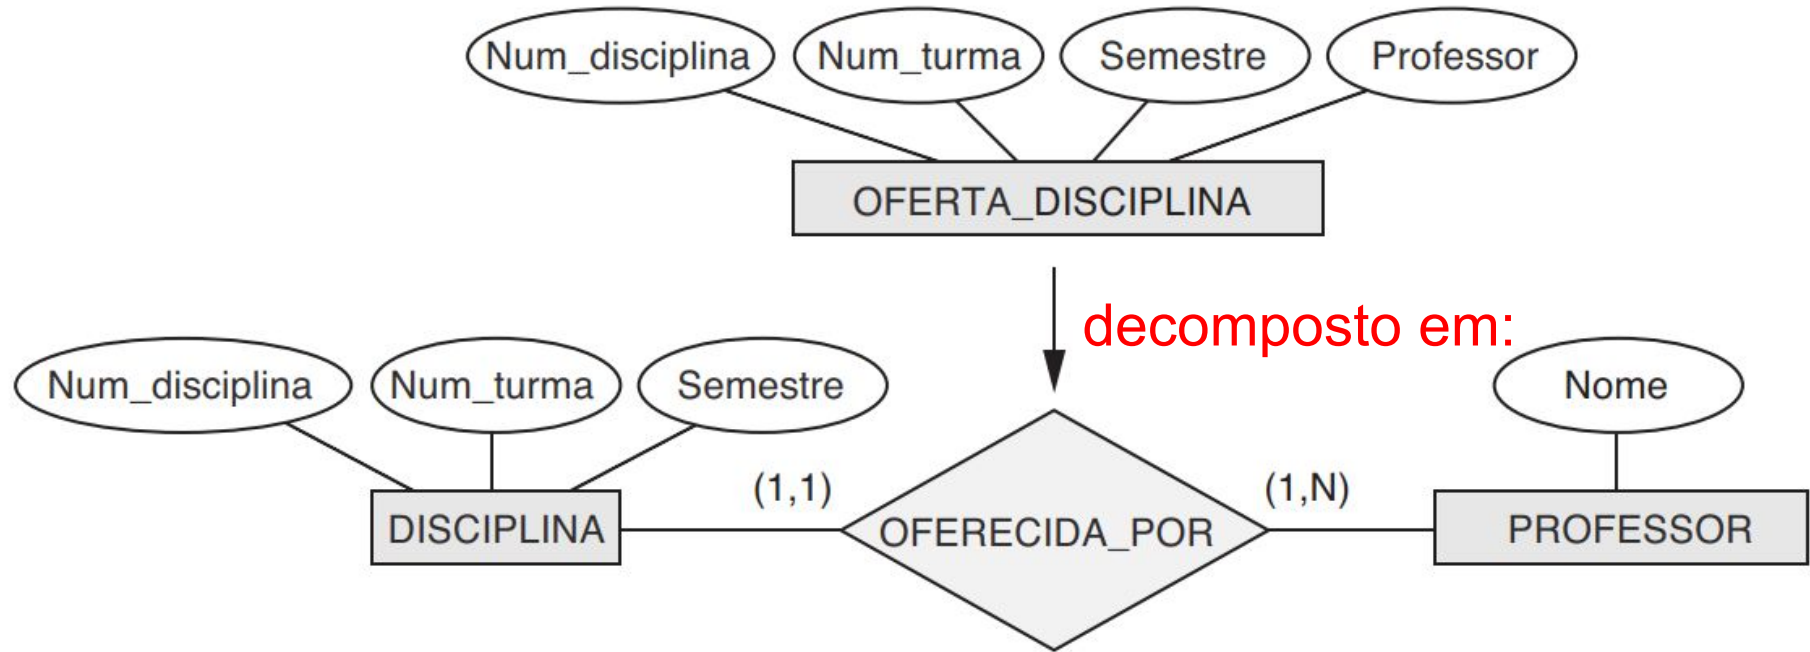 Num_disciplina
Num_turma
Semestre
Professor
OFERTA_DISCIPLINA
decomposto em:
Num_disciplina
Num_turma
Semestre
Nome
(1,1)
(1,N)
DISCIPLINA
OFERECIDA_POR
PROFESSOR